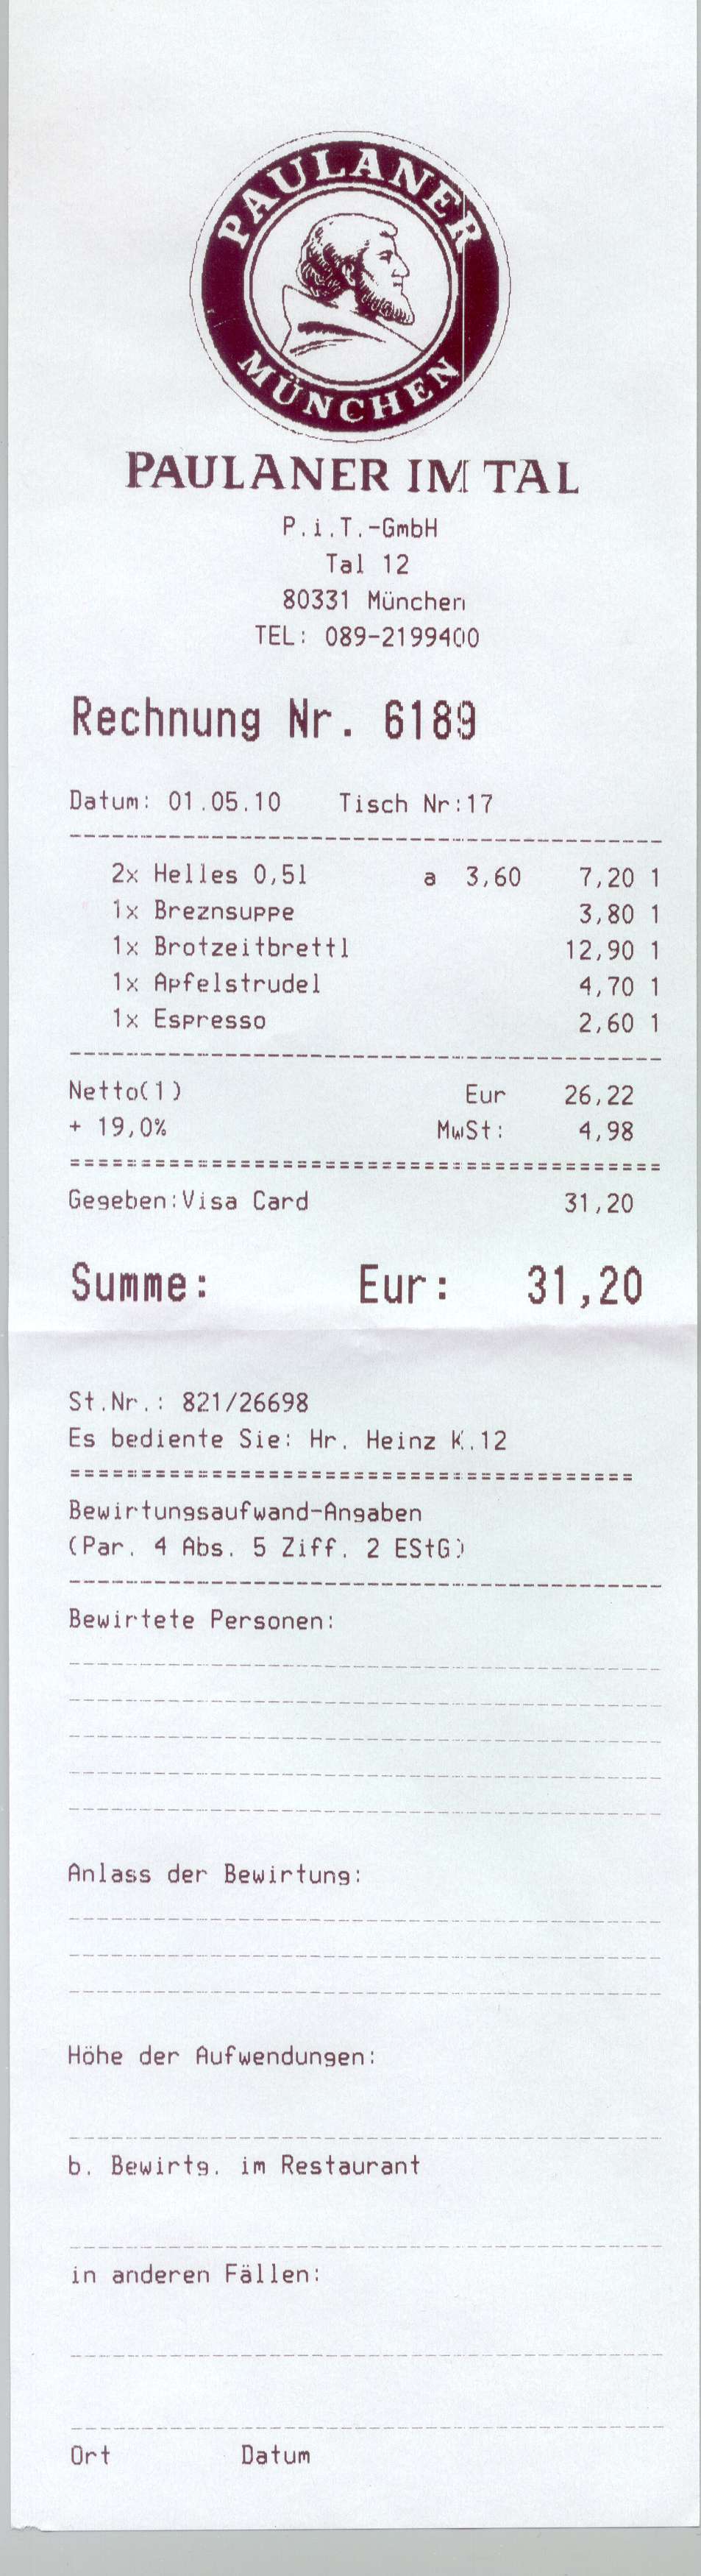 PAULANER
MÜNCHEN
PAULANER IM TAL
P.i.T.-GmbH
Tal 12
80331 München
TEL: 089-2199400
Rechnung Nr. 6189
Datum: 01.05.10 Tisch Nr:17
2x Helles 0,5l a 3,60 7,20 1
1x Breznsuppe 3,80 1
1x Brotzeitbrettl 12,90 1
1x Apfelstrudel 4,70 1
1x Espresso 2,60 1
Netto(1) Eur 26,22
+ 19,0% MwSt: 4,98
Gegeben:Visa Card 31,20
Summe: Eur: 31,20
St.Nr.: 821/26698
Es bediente Sie: Hr. Heinz K.12
Bewirtungsaufwand-Angaben
(Par. 4 Abs. 5 Ziff. 2 EStG)
Bewirtete Personen:
Anlass der Bewirtung:
Höhe der Aufwendungen:
b. Bewirtg. im Restaurant
in anderen Fällen:
Ort Datum